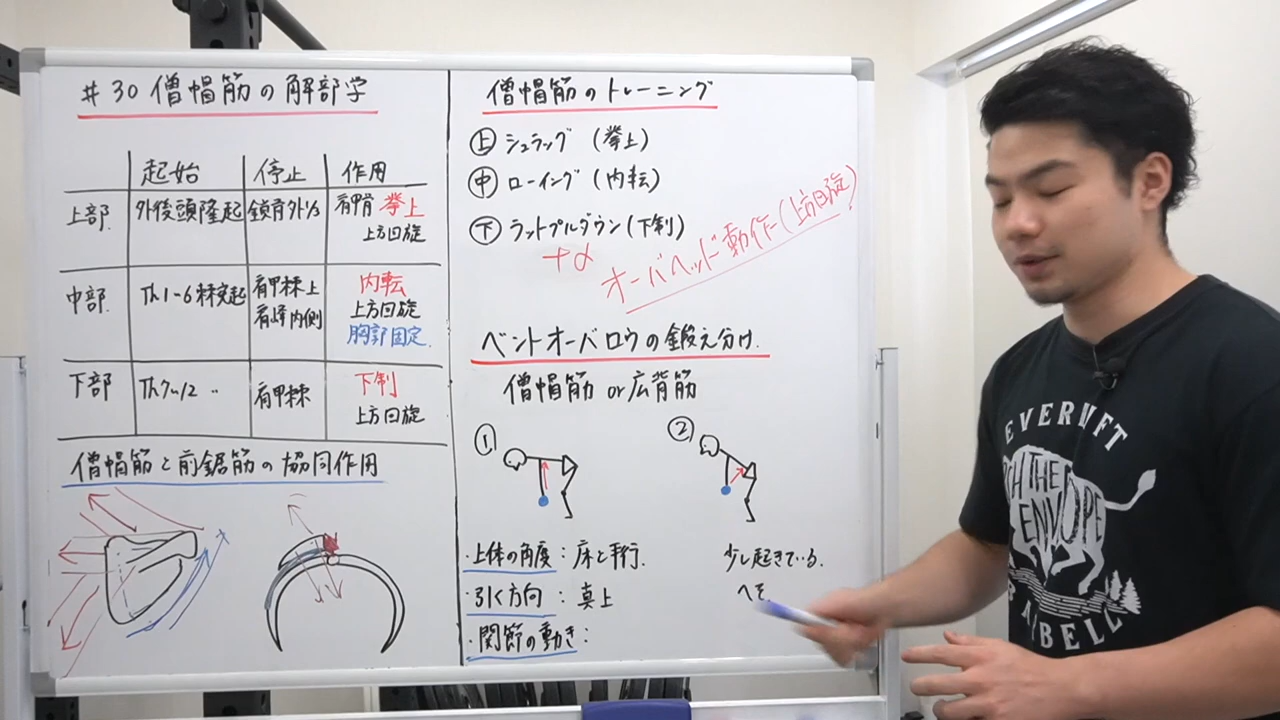 #30 僧帽筋の解部学
起始 停止 作用
上部 外後頭隆起 鎖骨外1/3 肩甲骨 挙上
上方回旋
中部 Th1-6棘突起 肩甲棘上 内転
肩峰内側 上方回旋
胸郭固定
下部 Th7~12 〃 肩甲棘 下制
上方回旋
僧帽筋と前鋸筋の協同作用
僧帽筋のトレーニング
上 シュラッグ (挙上)
中 ローイング (内転)
下 ラットプルダウン (下制)
+α オーバヘッド動作(上方回旋)!
ベントオーバロウの鍛え分け
僧帽筋 or 広背筋
① ②
・上体の角度: 床と平行. 少し起きている.
・引く方向: 真上 へそ
・関節の動き:
EVERLIFT
PUSH THE
ENVELOPE
BARBELL